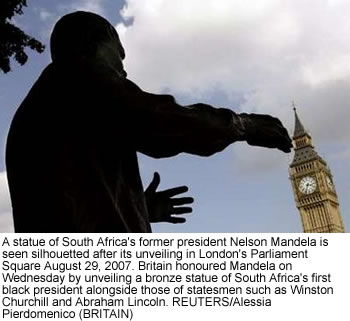 A statue of South Africa's former president Nelson Mandela is
seen silhouetted after its unveiling in London's Parliament
Square August 29, 2007. Britain honoured Mandela on
Wednesday by unveiling a bronze statue of South Africa's first
black president alongside those of statesmen such as Winston
Churchill and Abraham Lincoln. REUTERS/Alessia
Pierdomenico (BRITAIN)